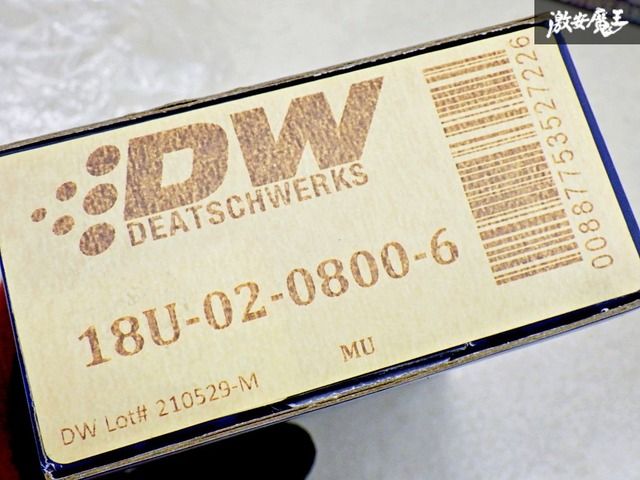 激安魔王
DW
DEATSCHWERKS
00887753527226
18U-02-0800-6
MU
DW Lot# 210529-M